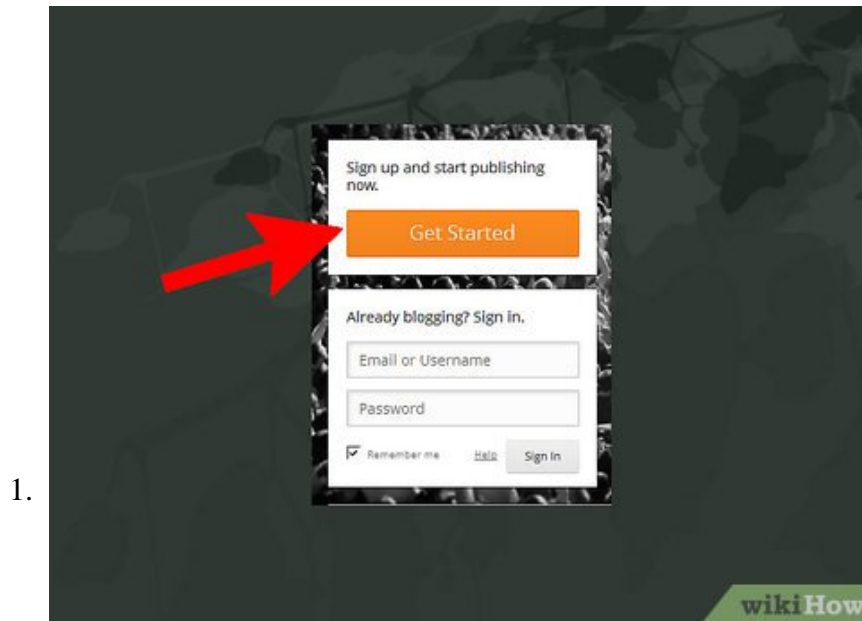 Sign up and start publishing
now.
Get Started
Already blogging? Sign in.
Email or Username
Password
Remember me Help Sign In
1.
wikiHow